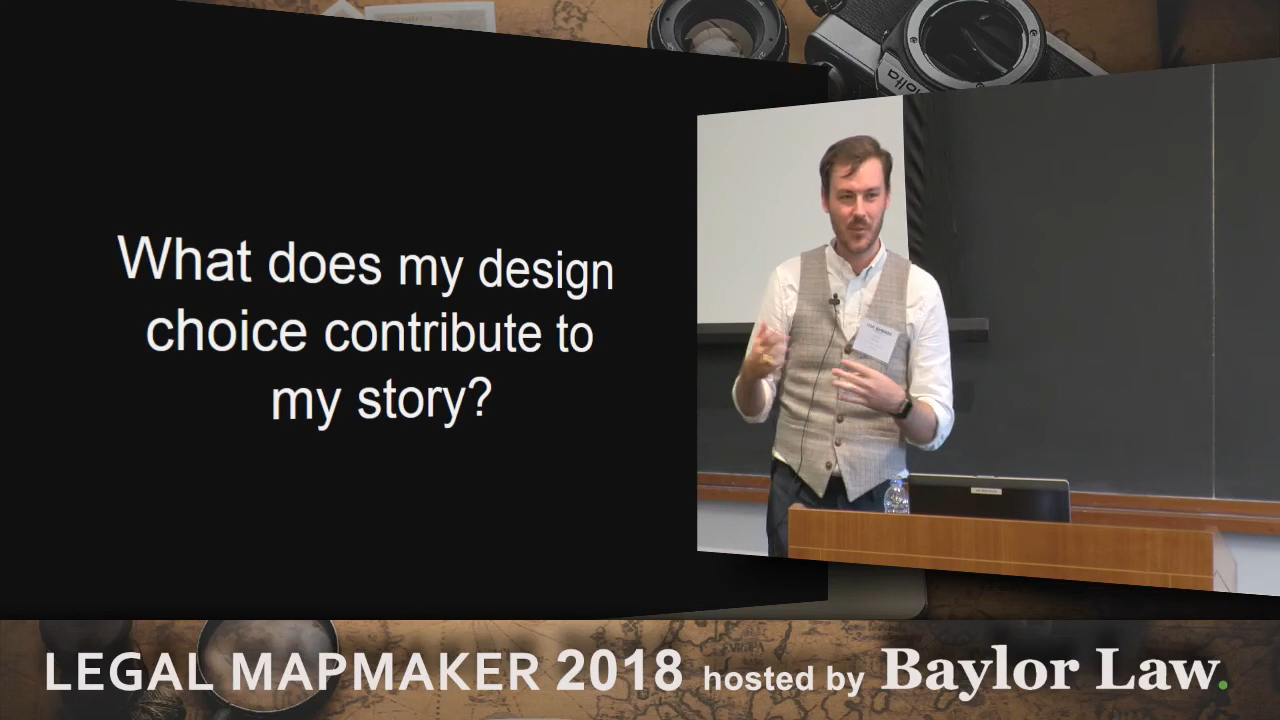 What does my design
choice contribute to
my story?
LEGAL MAPMAKER 2018 hosted by Baylor Law.